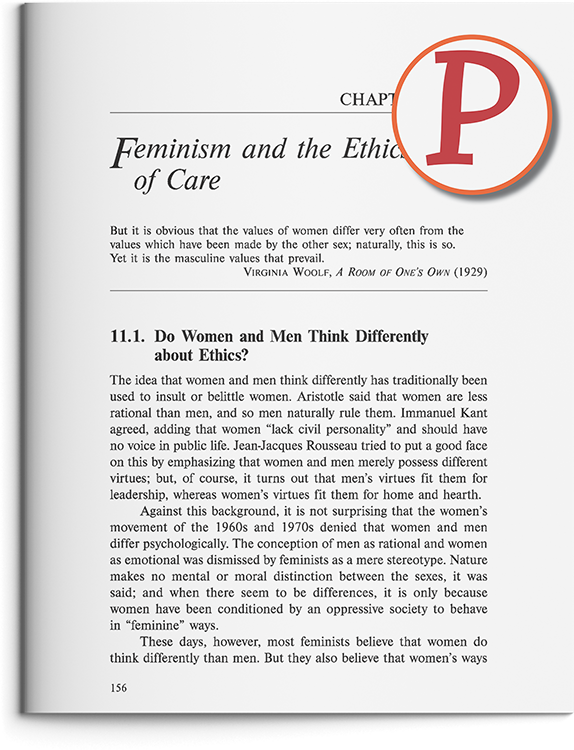 CHAPT
P
Feminism and the Ethics
of Care
But it is obvious that the values of women differ very often from the
values which have been made by the other sex; naturally, this is so.
Yet it is the masculine values that prevail.
VIRGINIA WOOLF, A ROOM OF ONE'S OWN (1929)
11.1. Do Women and Men Think Differently
about Ethics?
The idea that women and men think differently has traditionally been
used to insult or belittle women. Aristotle said that women are less
rational than men, and so men naturally rule them. Immanuel Kant
agreed, adding that women “lack civil personality” and should have
no voice in public life. Jean-Jacques Rousseau tried to put a good face
on this by emphasizing that women and men merely possess different
virtues; but, of course, it turns out that men's virtues fit them for
leadership, whereas women's virtues fit them for home and hearth.
Against this background, it is not surprising that the women's
movement of the 1960s and 1970s denied that women and men
differ psychologically. The conception of men as rational and women
as emotional was dismissed by feminists as a mere stereotype. Nature
makes no mental or moral distinction between the sexes, it was
said; and when there seem to be differences, it is only because
women have been conditioned by an oppressive society to behave
in “feminine” ways.
These days, however, most feminists believe that women do
think differently than men. But they also believe that women's ways
156